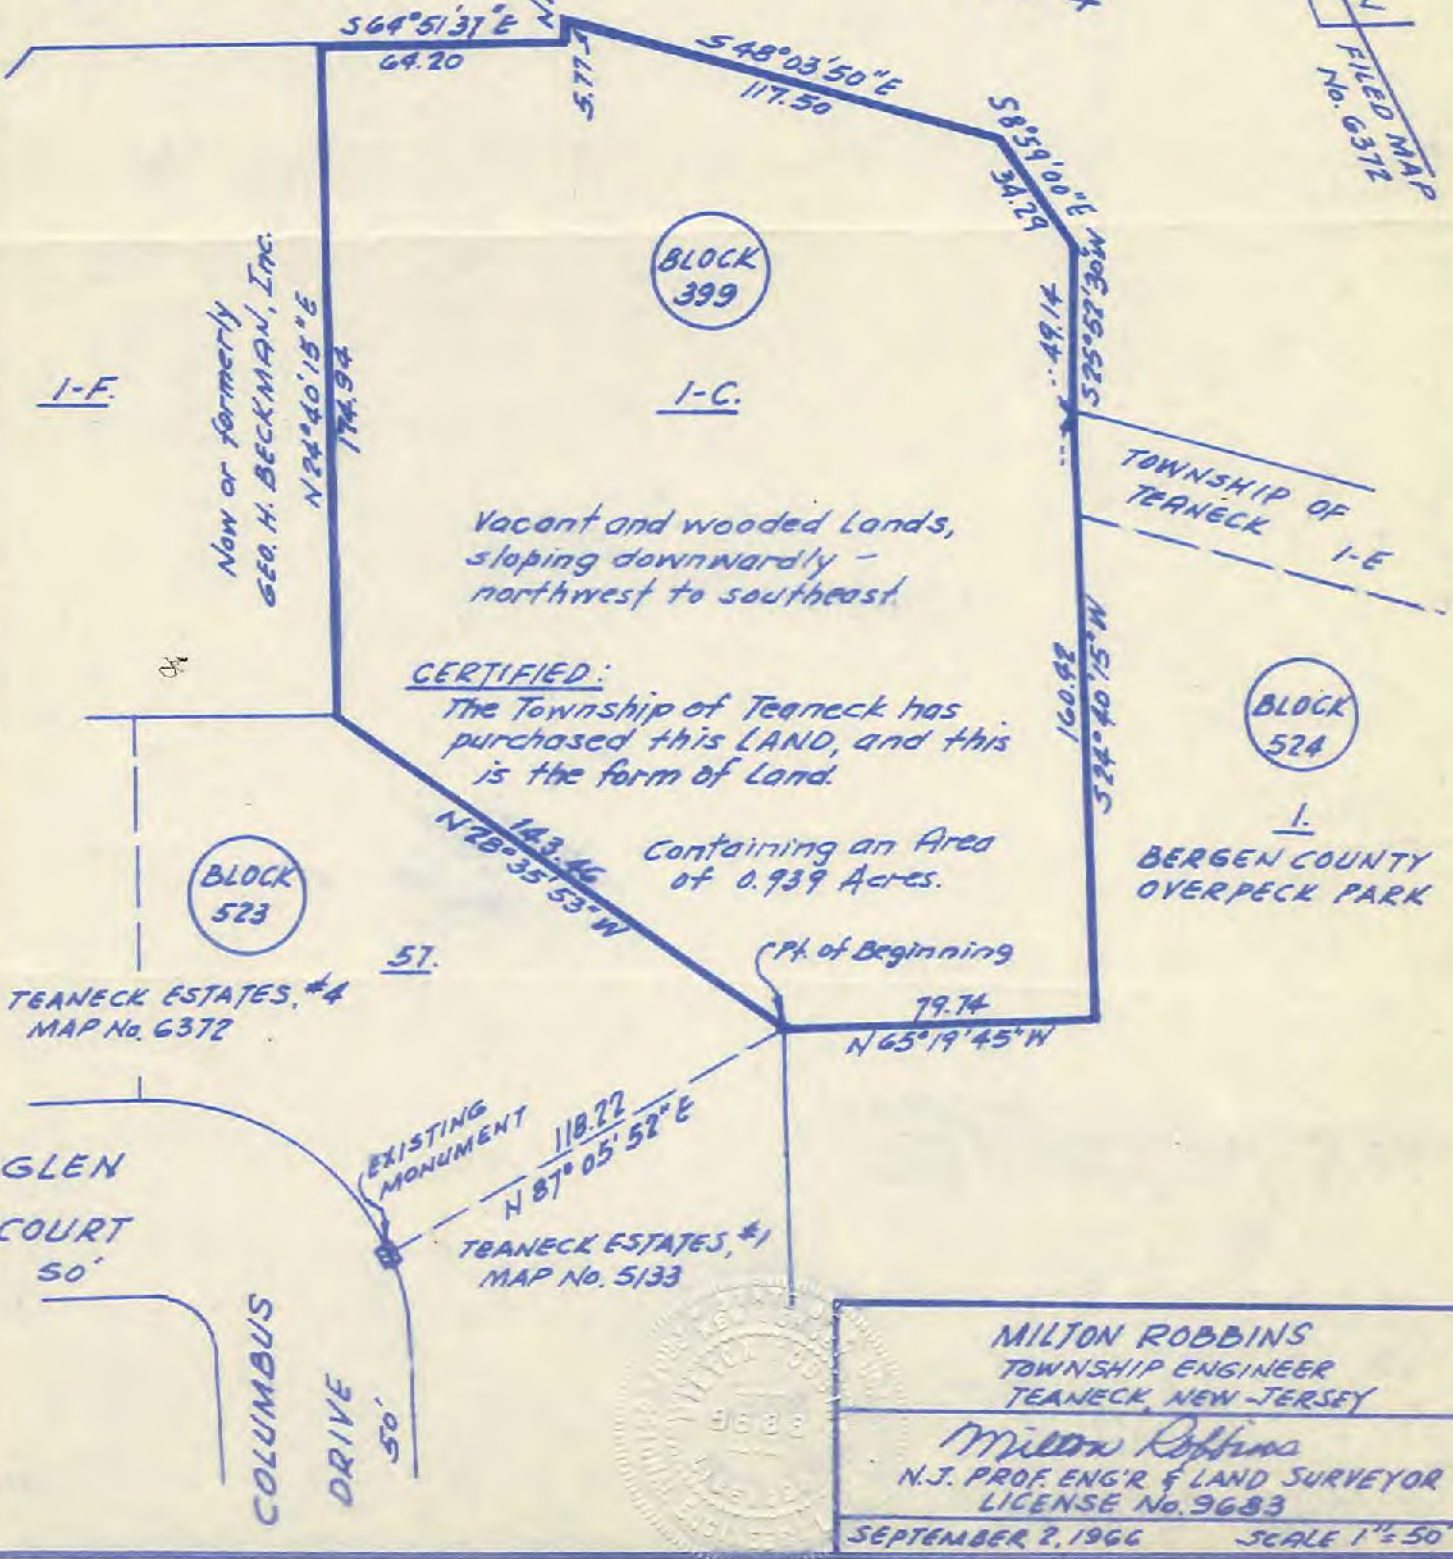 S64°51'37"E
64.20
5.775
S48°03'50"E
117.50
S8°59'00"E
34.29
FILED MAP
No. 6372
BLOCK
399
Now or formerly
GEO. H. BECKMAN, Inc.
N24°40'15"E
174.94
49.14
S25°52'30"W
1-F.
1-C.
TOWNSHIP OF
TEANECK
1-E
Vacant and wooded Lands,
sloping downwardly -
northwest to southeast.
CERTIFIED:
The Township of Teaneck has
purchased this LAND, and this
is the form of Land.
160.42
S24°40'15"W
BLOCK
524
1.
BERGEN COUNTY
OVERPECK PARK
143.46
N28°35'53"W
Containing an Area
of 0.939 Acres.
BLOCK
523
57.
Pt. of Beginning
TEANECK ESTATES, #4
MAP No. 6372
79.74
N65°19'45"W
EXISTING
MONUMENT
118.22
N87°05'52"E
GLEN
COURT
50'
TEANECK ESTATES, #1
MAP No. 5133
COLUMBUS
DRIVE
50'
MILTON ROBBINS
TOWNSHIP ENGINEER
TEANECK, NEW JERSEY
Milton Robbins
N.J. PROF. ENG'R & LAND SURVEYOR
LICENSE No. 9683
SEPTEMBER 2, 1966 SCALE 1"=50'